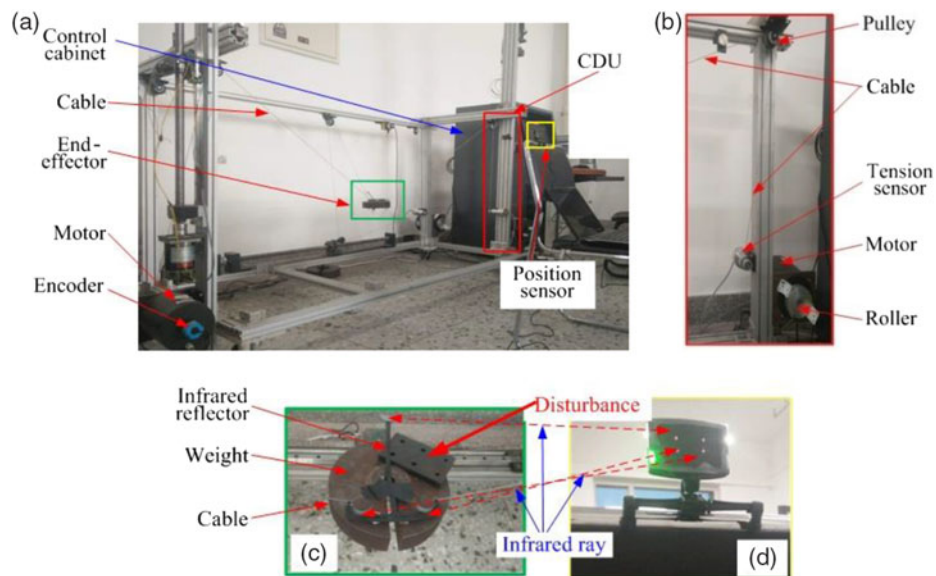 (a)
Control
cabinet
Cable
End-
effector
Motor
Encoder
CDU
Position
sensor
(b)
Pulley
Cable
Tension
sensor
Motor
Roller
Infrared
reflector
Weight
Cable
(c)
Disturbance
Infrared ray
(d)